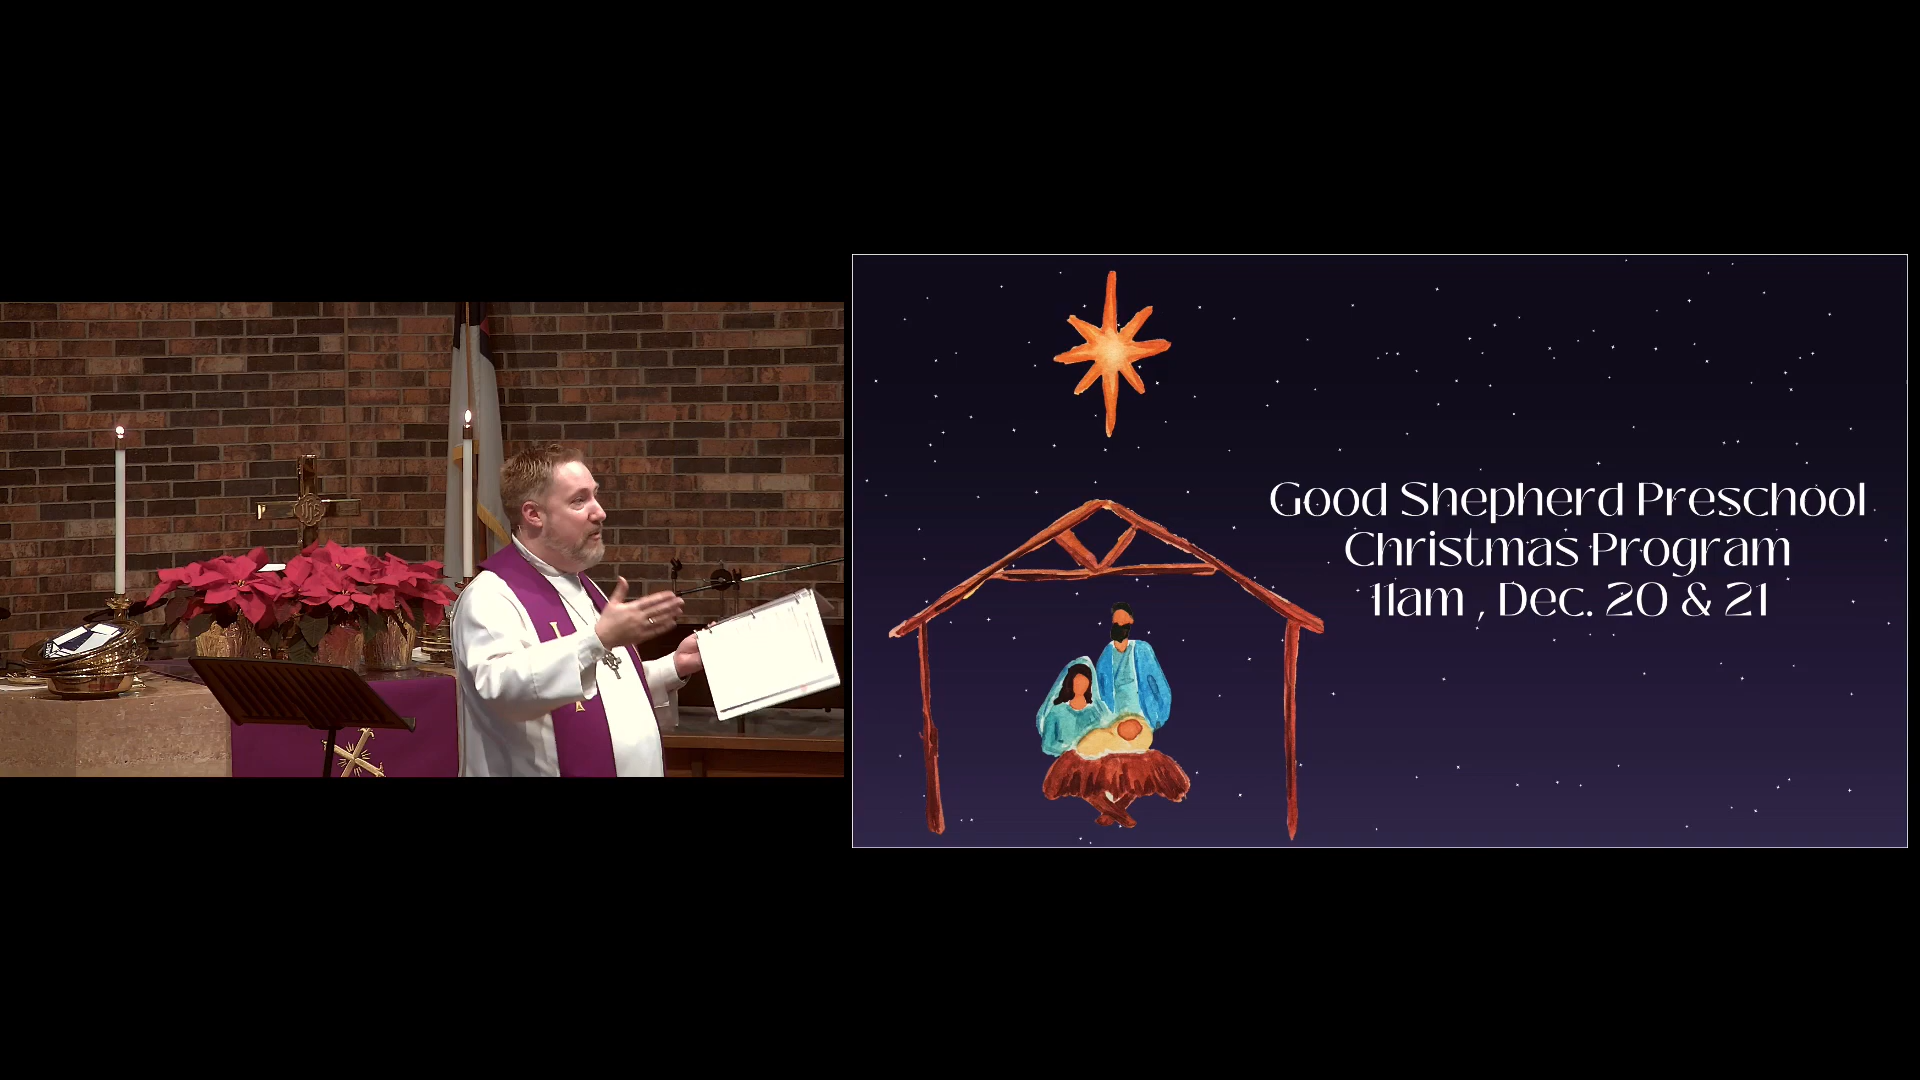 Good Shepherd Preschool
Christmas Program
11am , Dec. 20 & 21